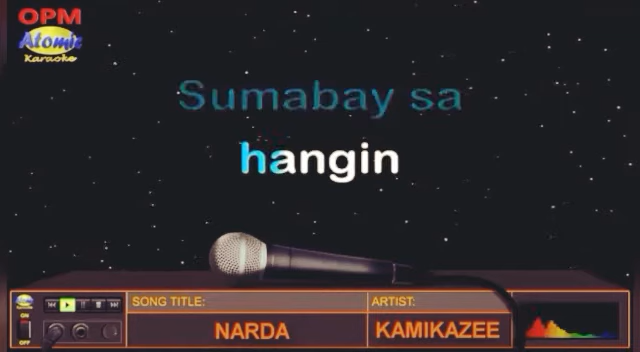 OPM
Atomic
Karaoke
Sumabay sa
hangin
SONG TITLE:
ARTIST:
ON
NARDA
KAMIKAZEE
OFF